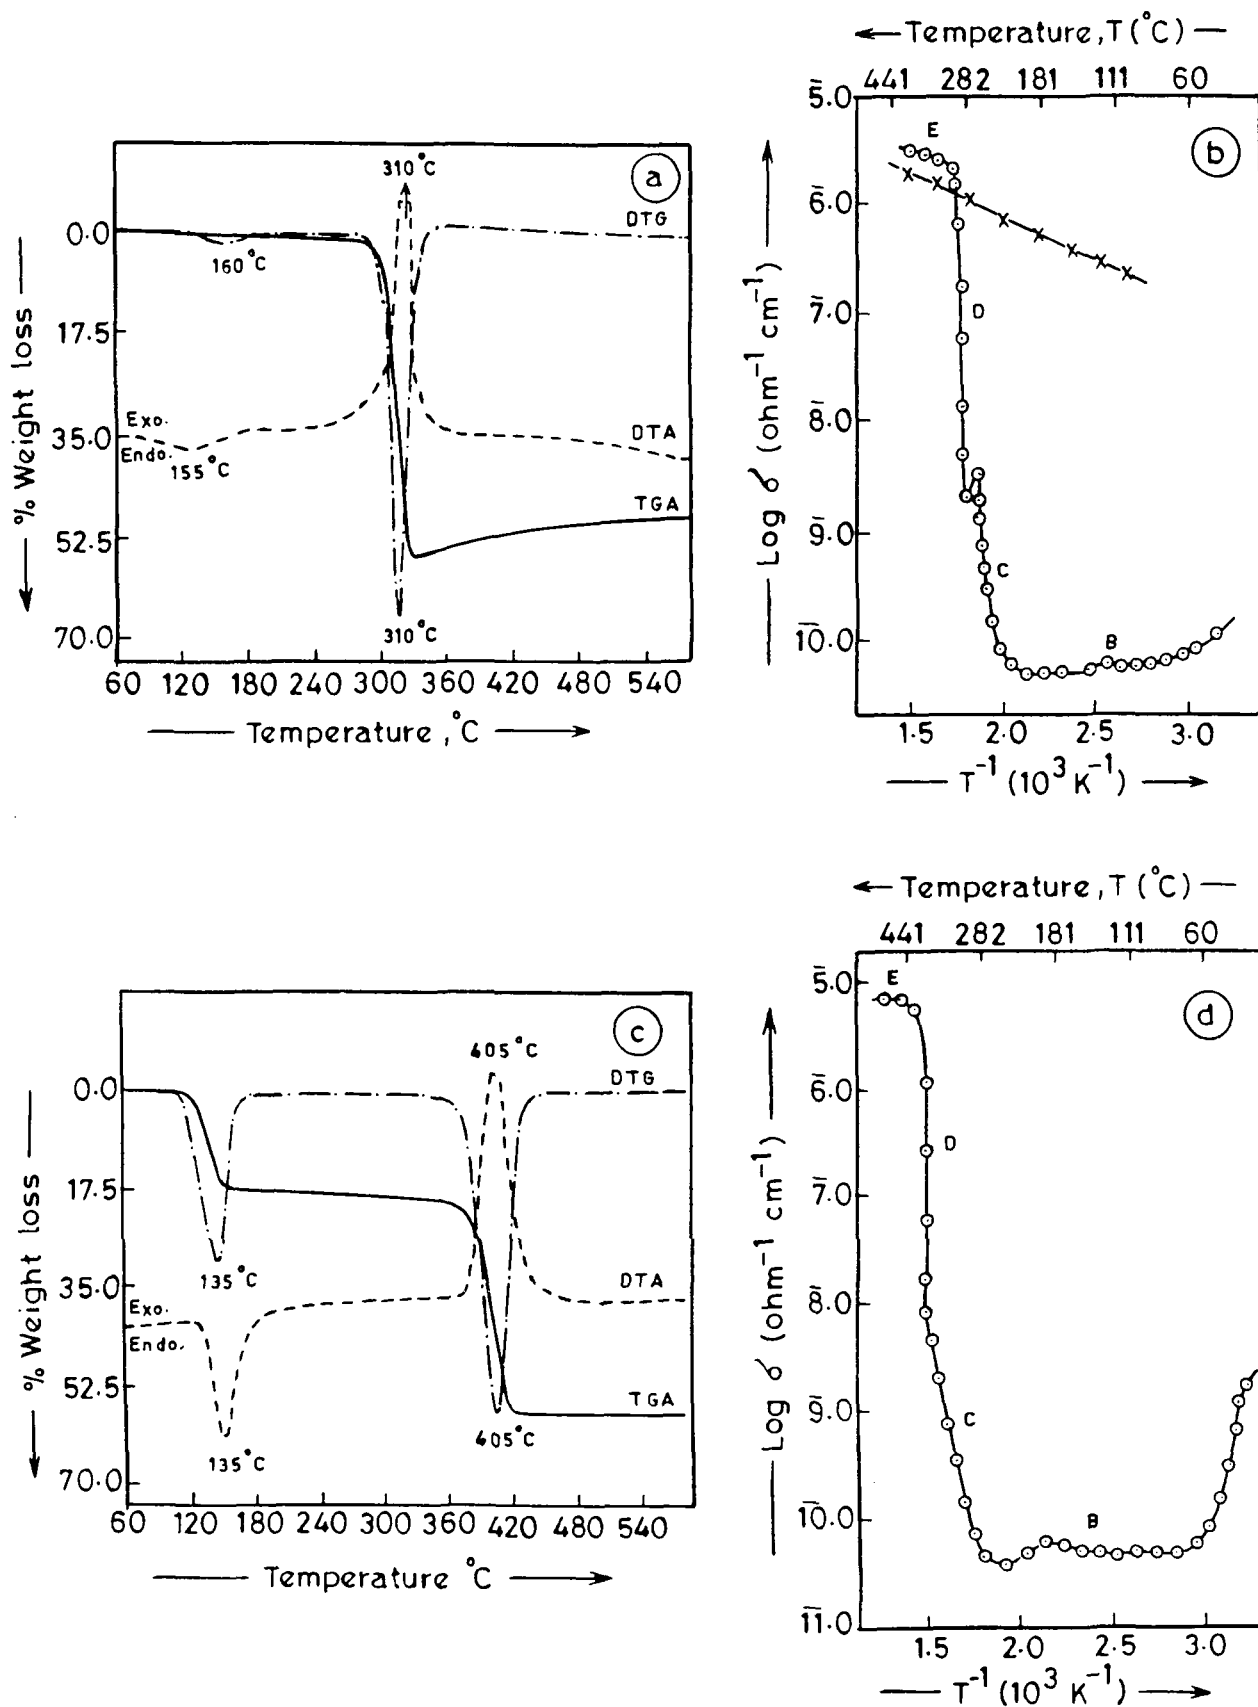 a
310°C
DTG
0.0
160°C
17.5
Exo.
35.0
Endo.
155°C
DTA
TGA
52.5
310°C
70.0
60 120 180 240 300 360 420 480 540
Temperature, °C
% Weight loss
Temperature, T (°C)
441 282 181 111 60
b
5̄.0
E
6̄.0
7̄.0
D
8̄.0
9̄.0
C
1̄0.0
B
1.5 2.0 2.5 3.0
T⁻¹ (10³ K⁻¹)
Log σ (ohm⁻¹ cm⁻¹)
c
405°C
DTG
0.0
17.5
135°C
35.0
DTA
Exo.
Endo.
52.5
TGA
405°C
135°C
70.0
60 120 180 240 300 360 420 480 540
Temperature °C
% Weight loss
Temperature, T (°C)
441 282 181 111 60
d
5̄.0
E
6̄.0
D
7̄.0
8̄.0
9̄.0
C
1̄0.0
B
1̄1.0
1.5 2.0 2.5 3.0
T⁻¹ (10³ K⁻¹)
Log σ (ohm⁻¹ cm⁻¹)